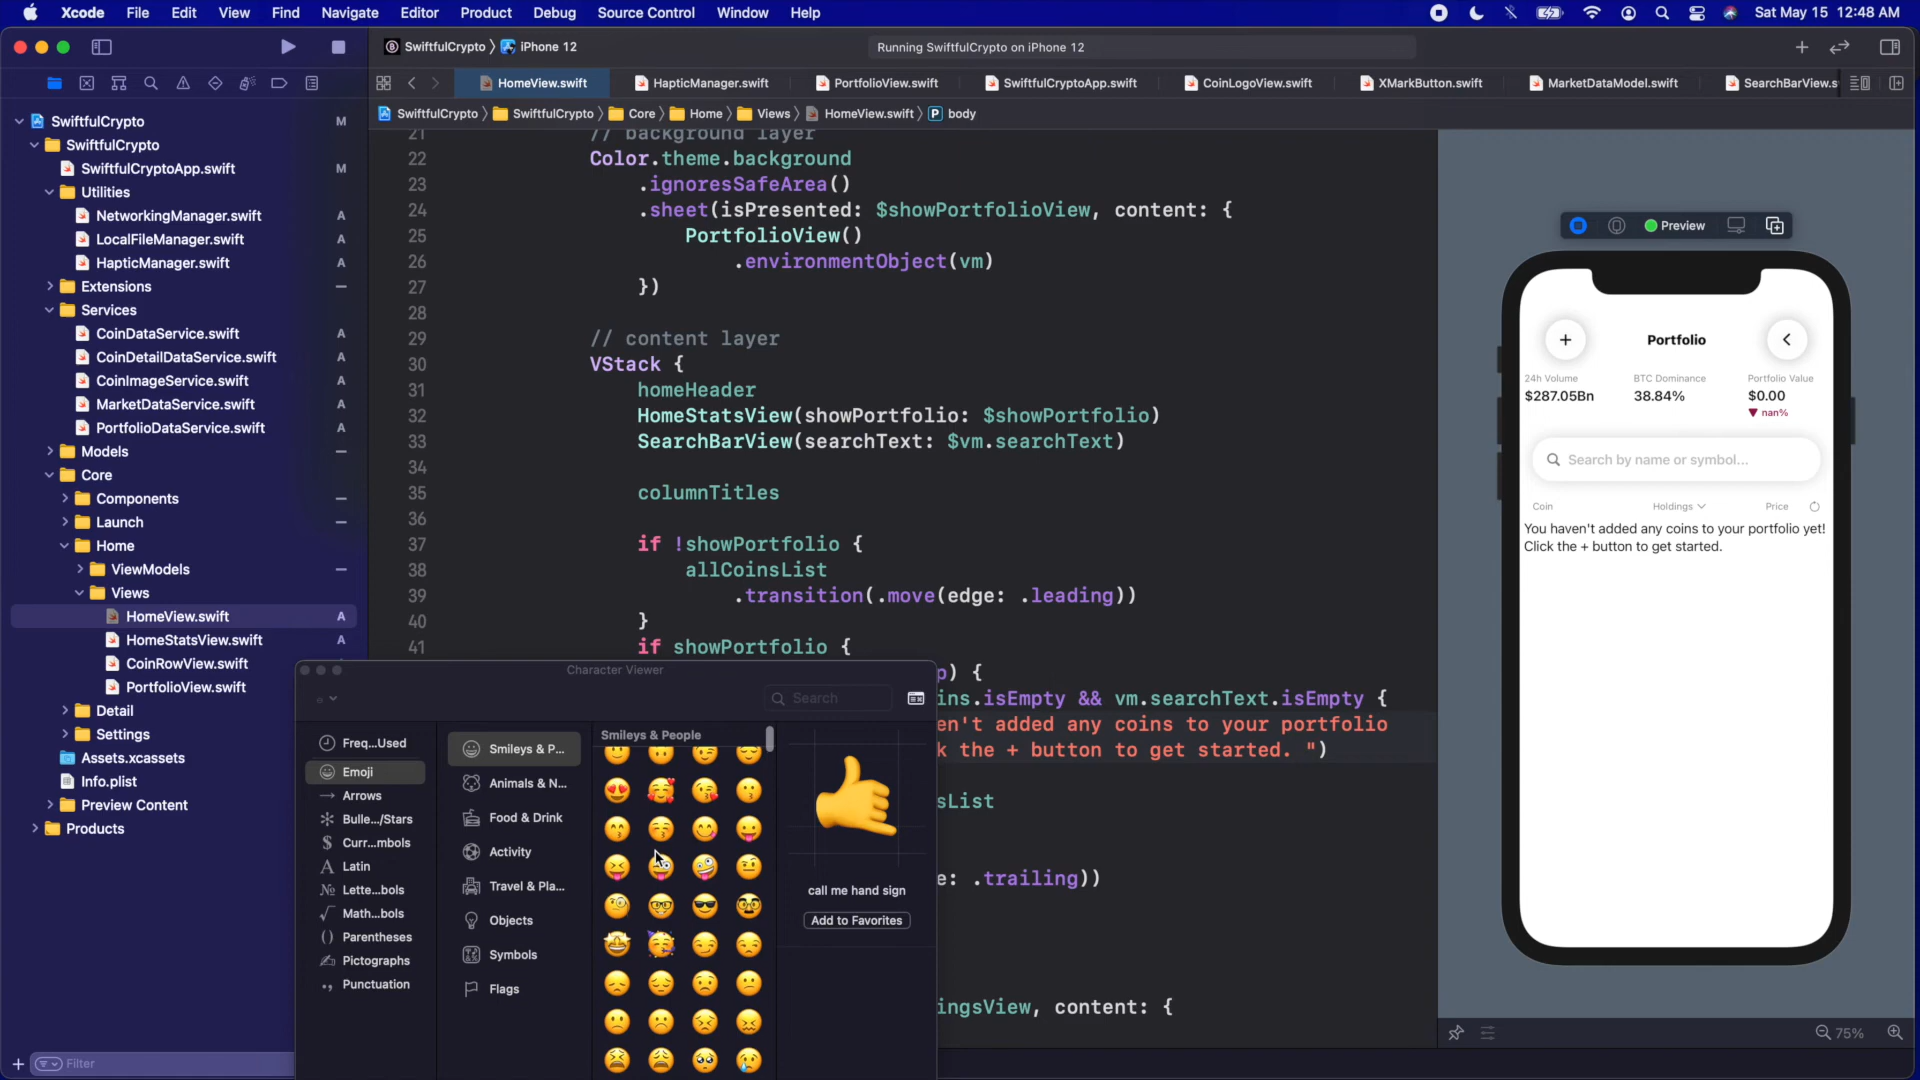 Xcode File Edit View Find Navigate Editor Product Debug Source Control Window Help
Sat May 15 12:48 AM
SwiftfulCrypto iPhone 12
Running SwiftfulCrypto on iPhone 12
HomeView.swift HapticManager.swift PortfolioView.swift SwiftfulCryptoApp.swift CoinLogoView.swift XMarkButton.swift MarketDataModel.swift SearchBarView.s
SwiftfulCrypto SwiftfulCrypto Core Home Views HomeView.swift P body
SwiftfulCrypto M
SwiftfulCrypto
SwiftfulCryptoApp.swift M
Utilities
NetworkingManager.swift A
LocalFileManager.swift A
HapticManager.swift A
Extensions
Services
CoinDataService.swift A
CoinDetailDataService.swift A
CoinImageService.swift A
MarketDataService.swift A
PortfolioDataService.swift A
Models
Core
Components
Launch
Home
ViewModels
Views
HomeView.swift A
HomeStatsView.swift A
CoinRowView.swift
PortfolioView.swift
Detail
Settings
Assets.xcassets
Info.plist
Preview Content
Products
Filter
21 // background layer
22 Color.theme.background
23 .ignoresSafeArea()
24 .sheet(isPresented: $showPortfolioView, content: {
25 PortfolioView()
26 .environmentObject(vm)
27 })
28
29 // content layer
30 VStack {
31 homeHeader
32 HomeStatsView(showPortfolio: $showPortfolio)
33 SearchBarView(searchText: $vm.searchText)
34
35 columnTitles
36
37 if !showPortfolio {
38 allCoinsList
39 .transition(.move(edge: .leading))
40 }
41 if showPortfolio {
p) {
ins.isEmpty && vm.searchText.isEmpty {
en't added any coins to your portfolio
k the + button to get started. ")
sList
e: .trailing))
ingsView, content: {
Character Viewer
Search
Freq...Used
Emoji
Arrows
Bulle.../Stars
Curr...mbols
Latin
Lette...bols
Math...bols
Parentheses
Pictographs
Punctuation
Smileys & P...
Animals & N...
Food & Drink
Activity
Travel & Pla...
Objects
Symbols
Flags
Smileys & People
call me hand sign
Add to Favorites
Preview
Portfolio
24h Volume BTC Dominance Portfolio Value
$287.05Bn 38.84% $0.00
nan%
Search by name or symbol...
Coin Holdings Price
You haven't added any coins to your portfolio yet!
Click the + button to get started.
75%